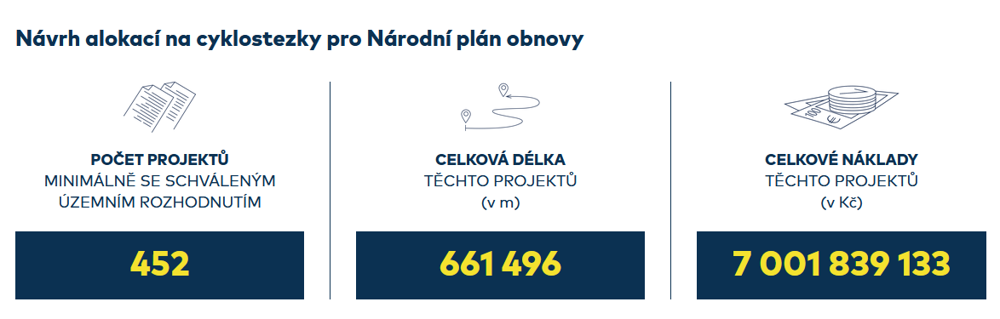 Návrh alokací na cyklostezky pro Národní plán obnovy
100
€
POČET PROJEKTŮ
MINIMÁLNĚ SE SCHVÁLENÝM
ÚZEMNÍM ROZHODNUTÍM
452
CELKOVÁ DÉLKA
TĚCHTO PROJEKTŮ
(v m)
661 496
CELKOVÉ NÁKLADY
TĚCHTO PROJEKTŮ
(v Kč)
7 001 839 133